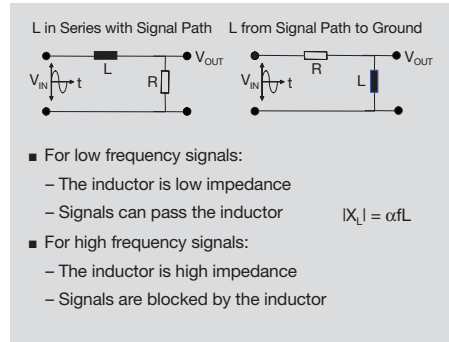 L in Series with Signal Path
L from Signal Path to Ground
L
V_OUT
V_IN
t
R
R
V_OUT
V_IN
t
L
■ For low frequency signals:
– The inductor is low impedance
– Signals can pass the inductor
|X_L| = αfL
■ For high frequency signals:
– The inductor is high impedance
– Signals are blocked by the inductor